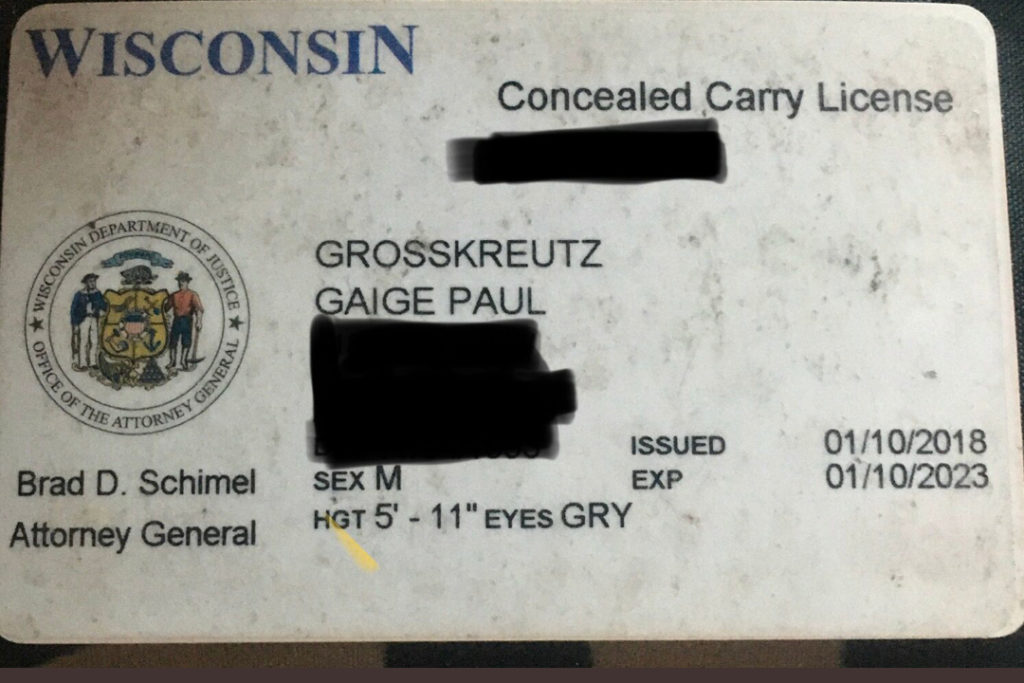 WISCONSIN
Concealed Carry License
WISCONSIN DEPARTMENT OF JUSTICE
★ OFFICE OF THE ATTORNEY GENERAL ★
GROSSKREUTZ
GAIGE PAUL
ISSUED 01/10/2018
Brad D. Schimel SEX M EXP 01/10/2023
Attorney General HGT 5' - 11" EYES GRY